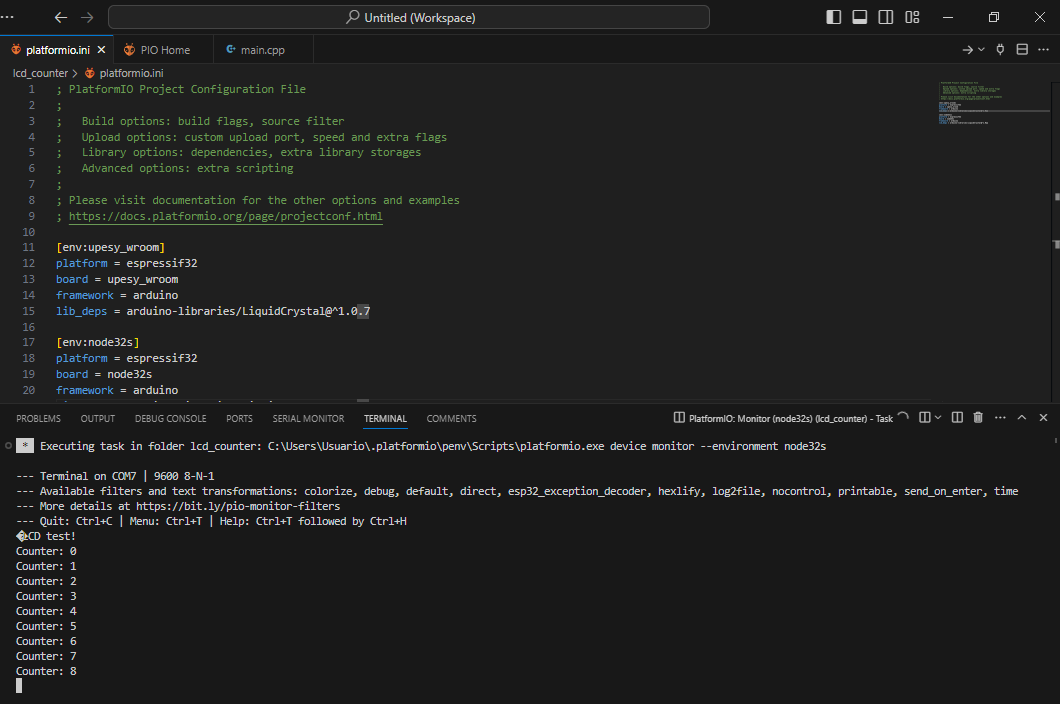 Untitled (Workspace)
platformio.ini
PIO Home
main.cpp
lcd_counter > platformio.ini
1 ; PlatformIO Project Configuration File
2 ;
3 ;   Build options: build flags, source filter
4 ;   Upload options: custom upload port, speed and extra flags
5 ;   Library options: dependencies, extra library storages
6 ;   Advanced options: extra scripting
7 ;
8 ; Please visit documentation for the other options and examples
9 ; https://docs.platformio.org/page/projectconf.html
10
11 [env:upesy_wroom]
12 platform = espressif32
13 board = upesy_wroom
14 framework = arduino
15 lib_deps = arduino-libraries/LiquidCrystal@^1.0.7
16
17 [env:node32s]
18 platform = espressif32
19 board = node32s
20 framework = arduino
PROBLEMS OUTPUT DEBUG CONSOLE PORTS SERIAL MONITOR TERMINAL COMMENTS
PlatformIO: Monitor (node32s) (lcd_counter) - Task
* Executing task in folder lcd_counter: C:\Users\Usuario\.platformio\penv\Scripts\platformio.exe device monitor --environment node32s
--- Terminal on COM7 | 9600 8-N-1
--- Available filters and text transformations: colorize, debug, default, direct, esp32_exception_decoder, hexlify, log2file, nocontrol, printable, send_on_enter, time
--- More details at https://bit.ly/pio-monitor-filters
--- Quit: Ctrl+C | Menu: Ctrl+T | Help: Ctrl+T followed by Ctrl+H
CD test!
Counter: 0
Counter: 1
Counter: 2
Counter: 3
Counter: 4
Counter: 5
Counter: 6
Counter: 7
Counter: 8